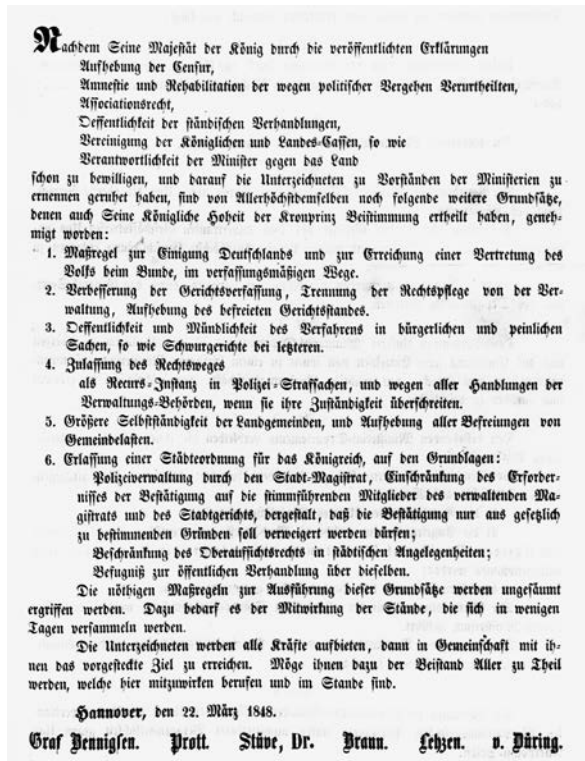 Nachdem Seine Majestät der König durch die veröffentlichten Erklärungen
Aufhebung der Censur,
Amnestie und Rehabilitation der wegen politischer Vergehen Verurtheilten,
Associationsrecht,
Oeffentlichkeit der ständischen Verhandlungen,
Vereinigung der Königlichen und Landes-Cassen, so wie
Verantwortlichkeit der Minister gegen das Land
schon zu bewilligen, und darauf die Unterzeichneten zu Vorständen der Ministerien zu
ernennen geruhet haben, sind von Allerhöchstdemselben noch folgende weitere Grundsätze,
denen auch Seine Königliche Hoheit der Kronprinz Beistimmung ertheilt haben, geneh-
migt worden:
1. Maßregel zur Einigung Deutschlands und zur Erreichung einer Vertretung des
Volks beim Bunde, im verfassungsmäßigen Wege.
2. Verbesserung der Gerichtsverfassung, Trennung der Rechtspflege von der Ver-
waltung, Aufhebung des befreieten Gerichtsstandes.
3. Oeffentlichkeit und Mündlichkeit des Verfahrens in bürgerlichen und peinlichen
Sachen, so wie Schwurgerichte bei letzteren.
4. Zulassung des Rechtsweges
als Recurs-Instanz in Polizei-Strafsachen, und wegen aller Handlungen der
Verwaltungs-Behörden, wenn sie ihre Zuständigkeit überschreiten.
5. Größere Selbstständigkeit der Landgemeinden, und Aufhebung aller Befreiungen von
Gemeindelasten.
6. Erlassung einer Städteordnung für das Königreich, auf den Grundlagen:
Polizeiverwaltung durch den Stadt-Magistrat, Einschränkung des Erforder-
nisses der Bestätigung auf die stimmführenden Mitglieder des verwaltenden Ma-
gistrats und des Stadtgerichts, dergestalt, daß die Bestätigung nur aus gesetzlich
zu bestimmenden Gründen soll verweigert werden dürfen;
Beschränkung des Oberaufsichtsrechts in städtischen Angelegenheiten;
Befugniß zur öffentlichen Verhandlung über dieselben.
Die nöthigen Maßregeln zur Ausführung dieser Grundsätze werden ungesäumt
ergriffen werden. Dazu bedarf es der Mitwirkung der Stände, die sich in wenigen
Tagen versammeln werden.
Die Unterzeichneten werden alle Kräfte aufbieten, dann in Gemeinschaft mit ih-
nen das vorgesteckte Ziel zu erreichen. Möge ihnen dazu der Beistand Aller zu Theil
werden, welche hier mitzuwirken berufen und im Stande sind.
Hannover, den 22. März 1848.
Graf Bennigsen. Prott. Stüve, Dr. Braun. Lehzen. v. Düring.